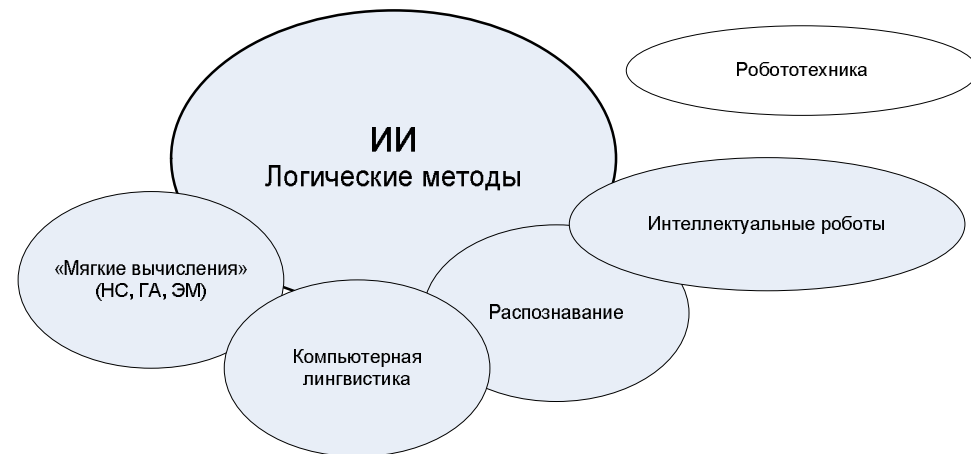 Робототехника
ИИ
Логические методы
Интеллектуальные роботы
«Мягкие вычисления»
(НС, ГА, ЭМ)
Распознавание
Компьютерная
лингвистика